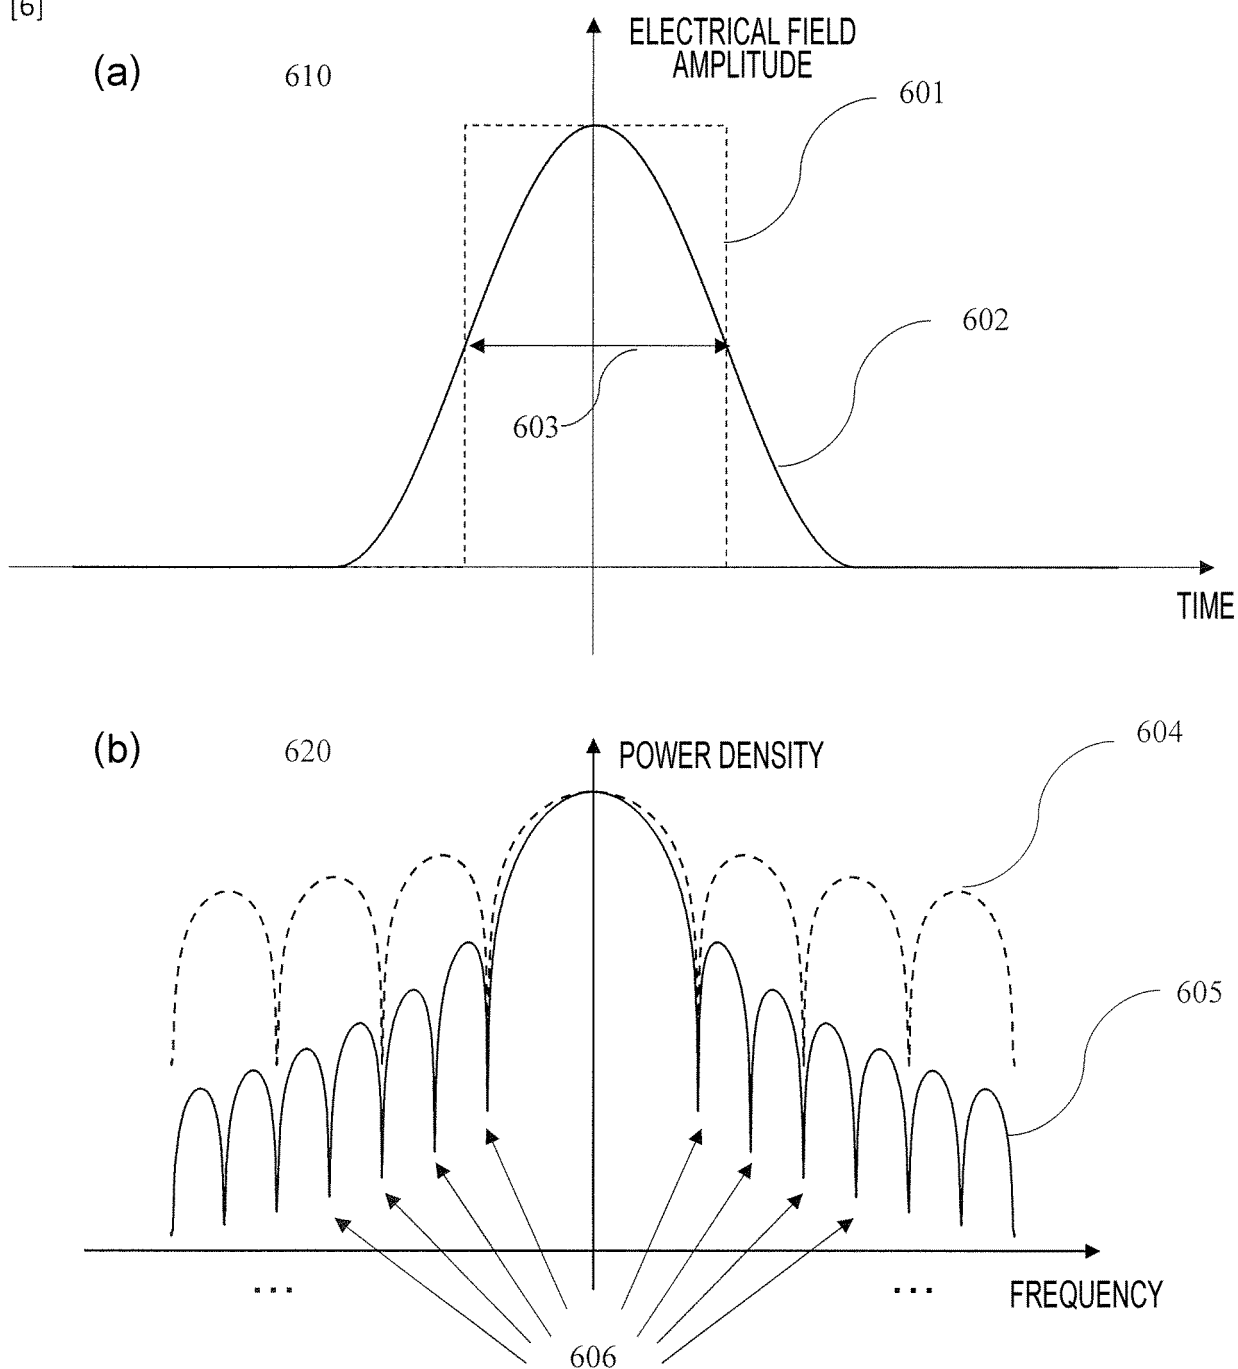 [6]
(a)
610
ELECTRICAL FIELD
AMPLITUDE
601
602
603
TIME
(b)
620
POWER DENSITY
604
605
...
...
FREQUENCY
606